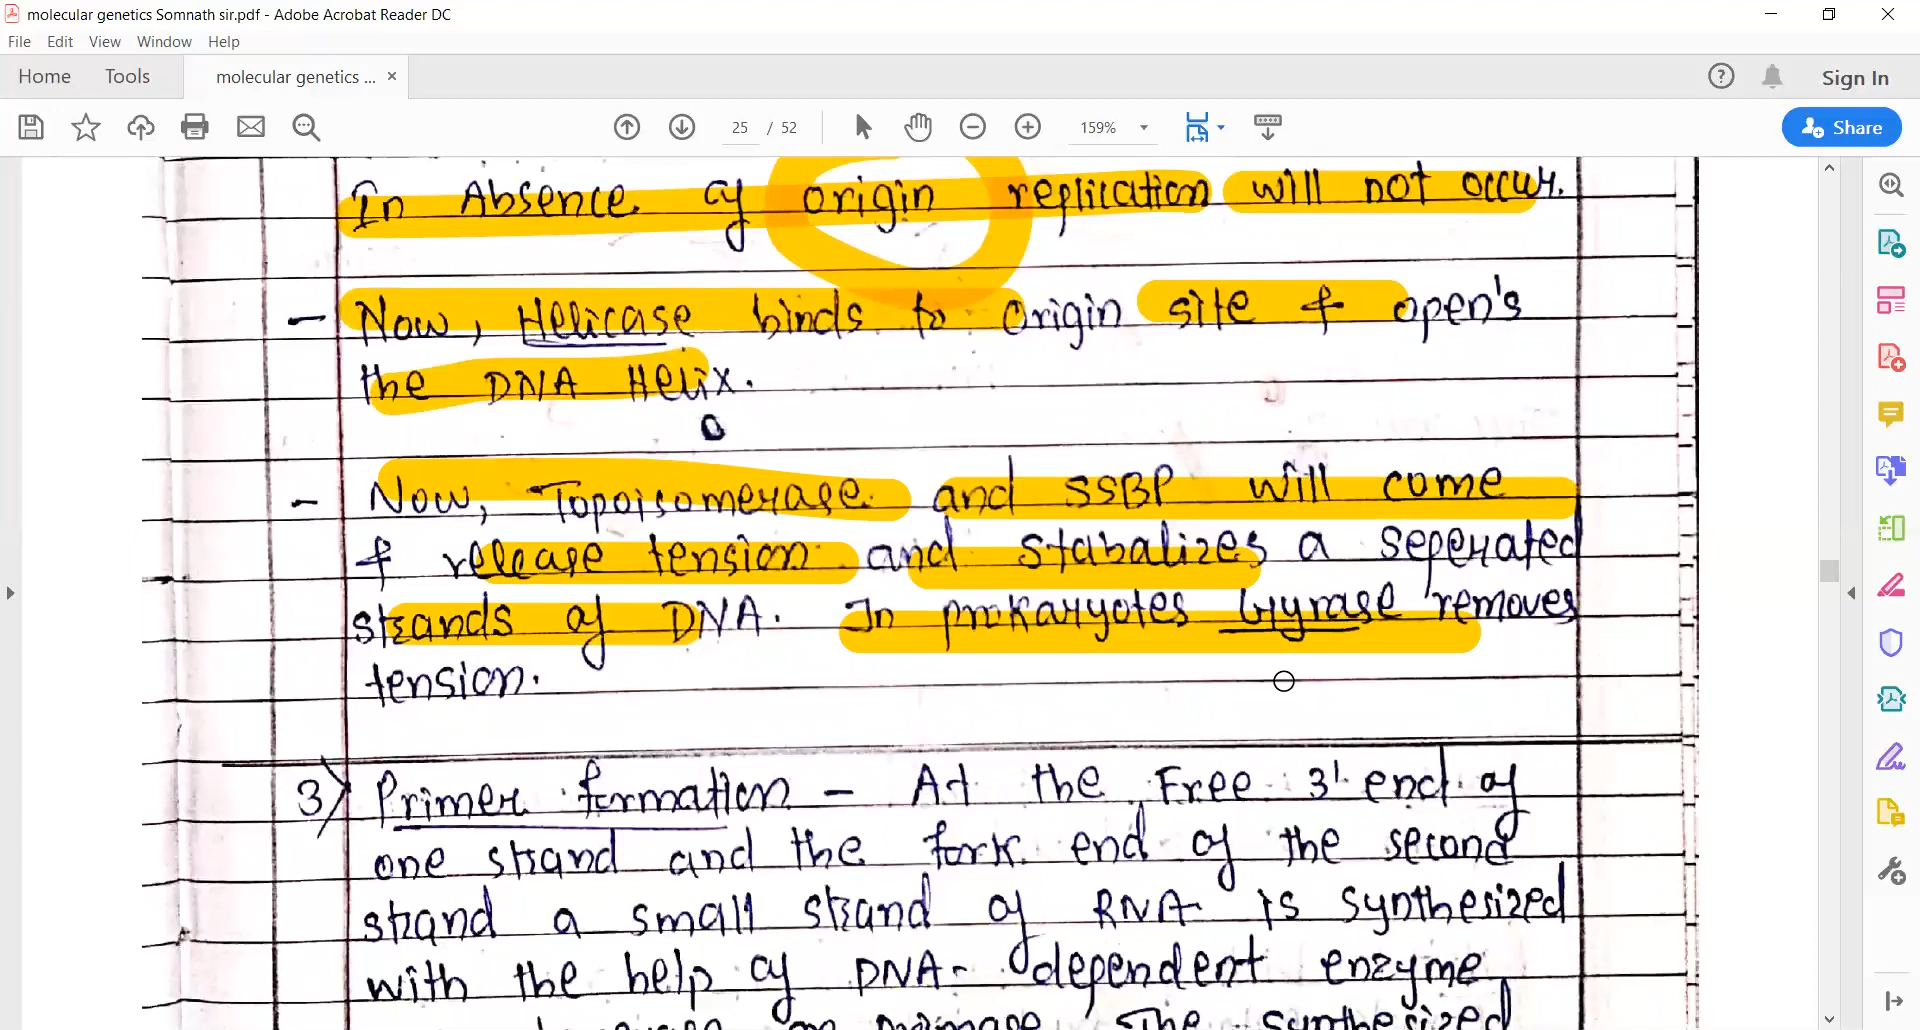 molecular genetics Somnath sir.pdf - Adobe Acrobat Reader DC
File Edit View Window Help
Home Tools molecular genetics ... × Sign In
25 / 52 159% Share
In Absence of origin replication will not occur.
- Now, Helicase binds to origin site & open's
the DNA Helix.
- Now, Topoisomerase and SSBP will come
& release tension and stabalizes a seperated
strands of DNA. In prokaryotes Gyrase removes
tension.
3) Primer formation - At the Free 3' end of
one strand and the fork end of the second
strand a small strand of RNA is synthesized
with the help of DNA- dependent enzyme
The synthesized